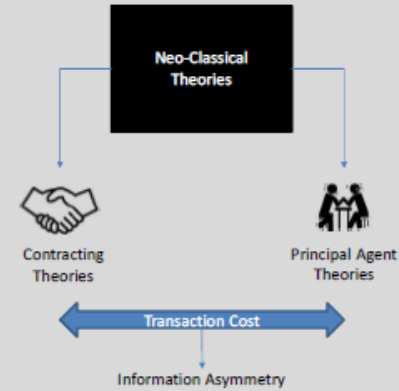 Neo-Classical
Theories
Contracting
Theories
Principal Agent
Theories
Transaction Cost
Information Asymmetry